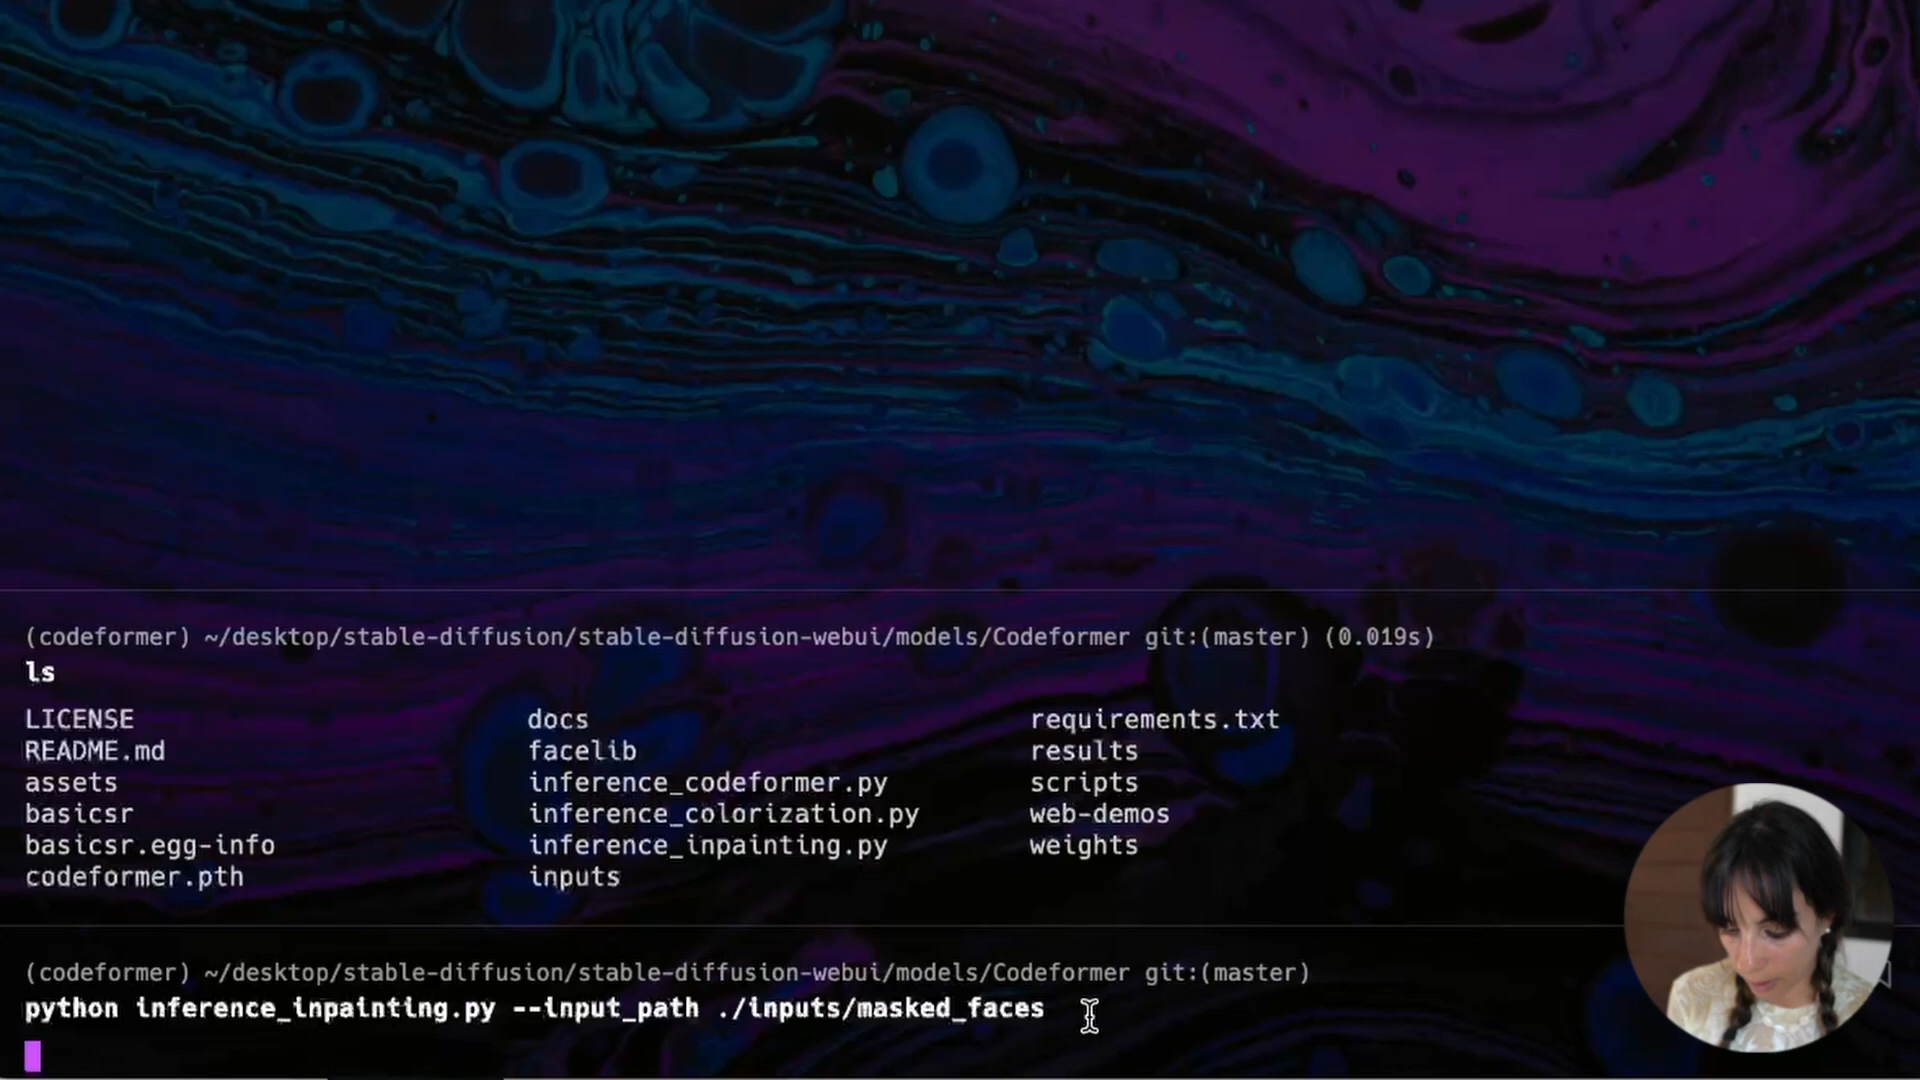 (codeformer) ~/desktop/stable-diffusion/stable-diffusion-webui/models/Codeformer git:(master) (0.019s)
ls
LICENSE docs requirements.txt
README.md facelib results
assets inference_codeformer.py scripts
basicsr inference_colorization.py web-demos
basicsr.egg-info inference_inpainting.py weights
codeformer.pth inputs
(codeformer) ~/desktop/stable-diffusion/stable-diffusion-webui/models/Codeformer git:(master)
python inference_inpainting.py --input_path ./inputs/masked_faces